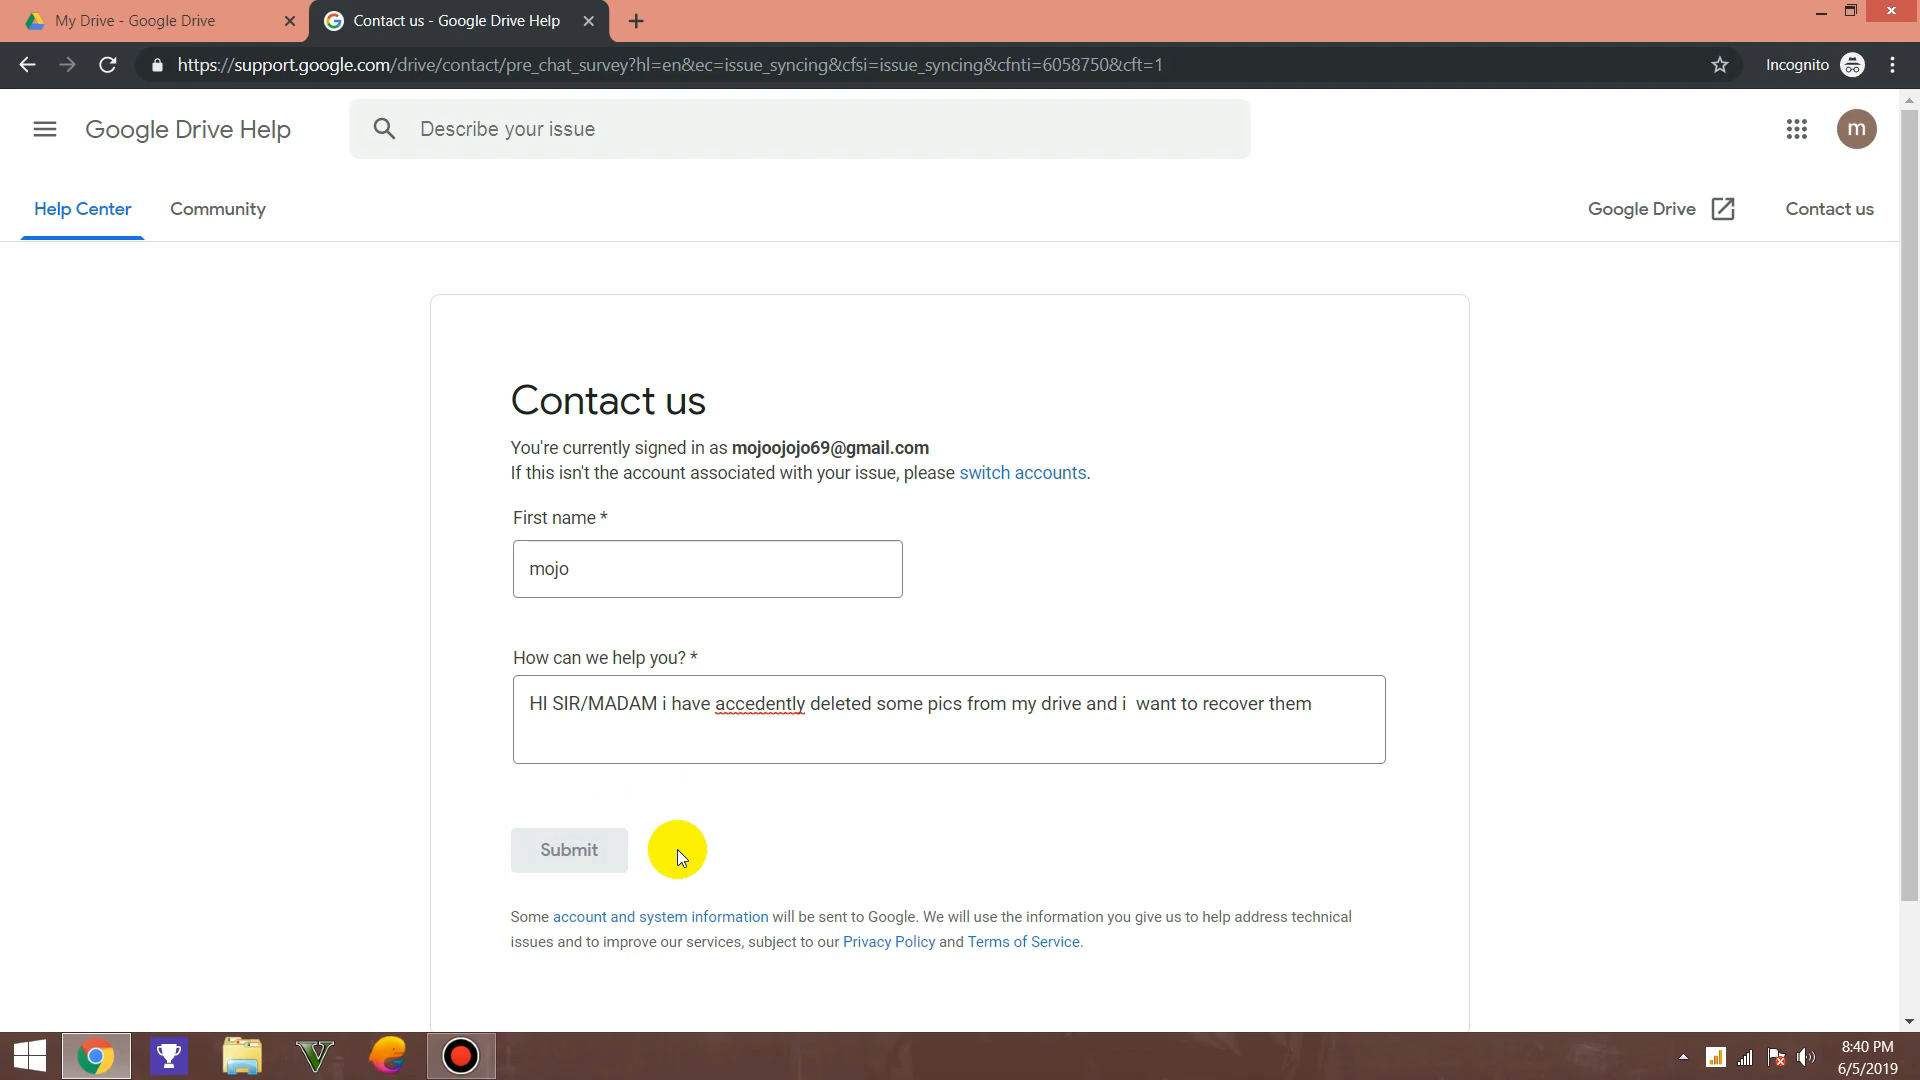 My Drive - Google Drive
Contact us - Google Drive Help
https://support.google.com/drive/contact/pre_chat_survey?hl=en&ec=issue_syncing&cfsi=issue_syncing&cfnti=6058750&cft=1
Incognito
Google Drive Help
Describe your issue
m
Help Center
Community
Google Drive
Contact us
Contact us
You're currently signed in as mojoojojo69@gmail.com
If this isn't the account associated with your issue, please switch accounts.
First name *
mojo
How can we help you? *
HI SIR/MADAM i have accedently deleted some pics from my drive and i  want to recover them
Submit
Some account and system information will be sent to Google. We will use the information you give us to help address technical
issues and to improve our services, subject to our Privacy Policy and Terms of Service.
8:40 PM
6/5/2019